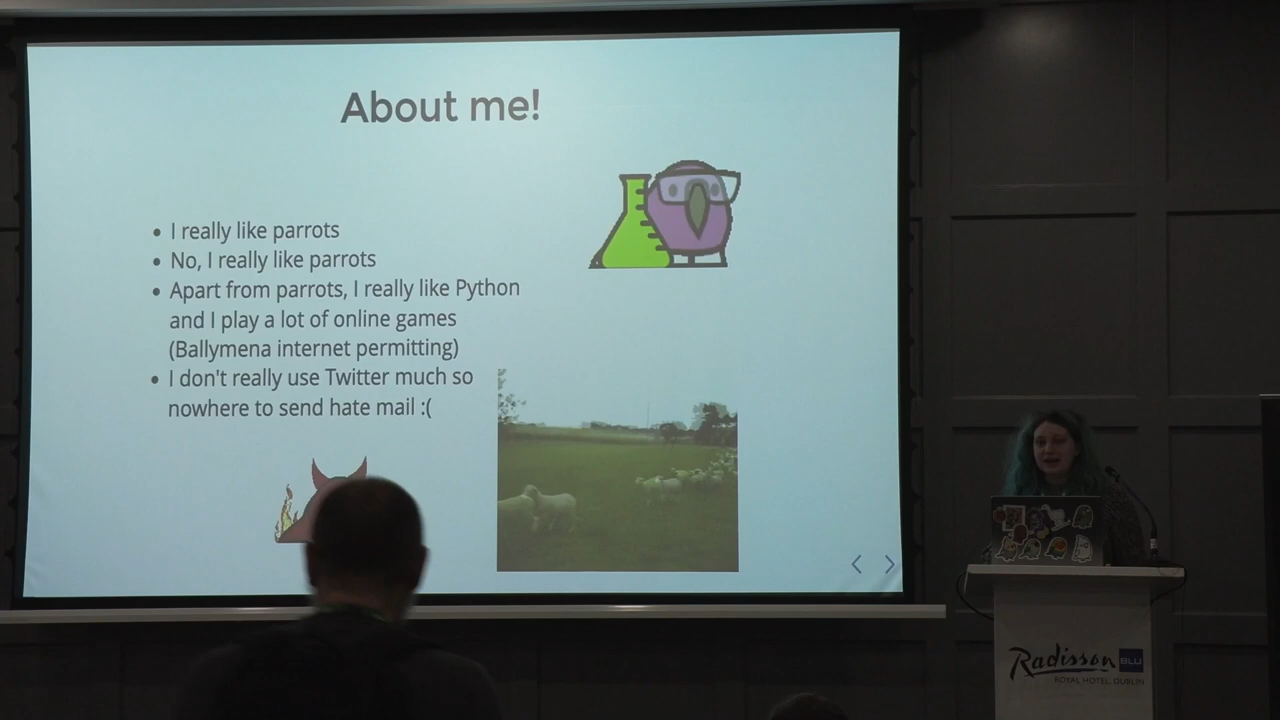 About me!
• I really like parrots
• No, I really like parrots
• Apart from parrots, I really like Python
and I play a lot of online games
(Ballymena internet permitting)
• I don't really use Twitter much so
nowhere to send hate mail :(
Radisson BLU
ROYAL HOTEL, DUBLIN